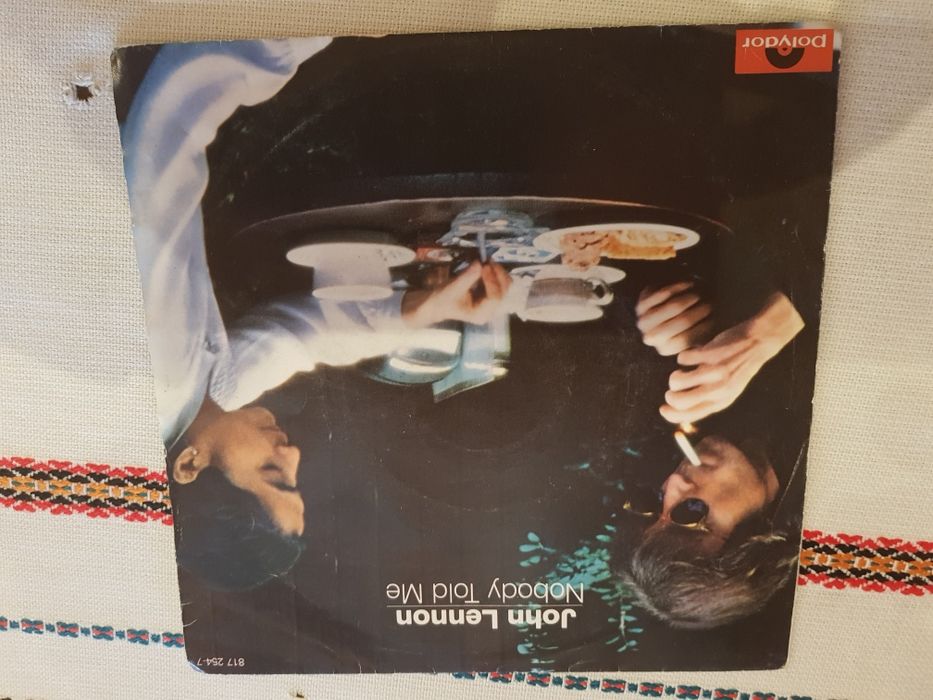 817 254-7
John Lennon
Nobody Told Me
polydor